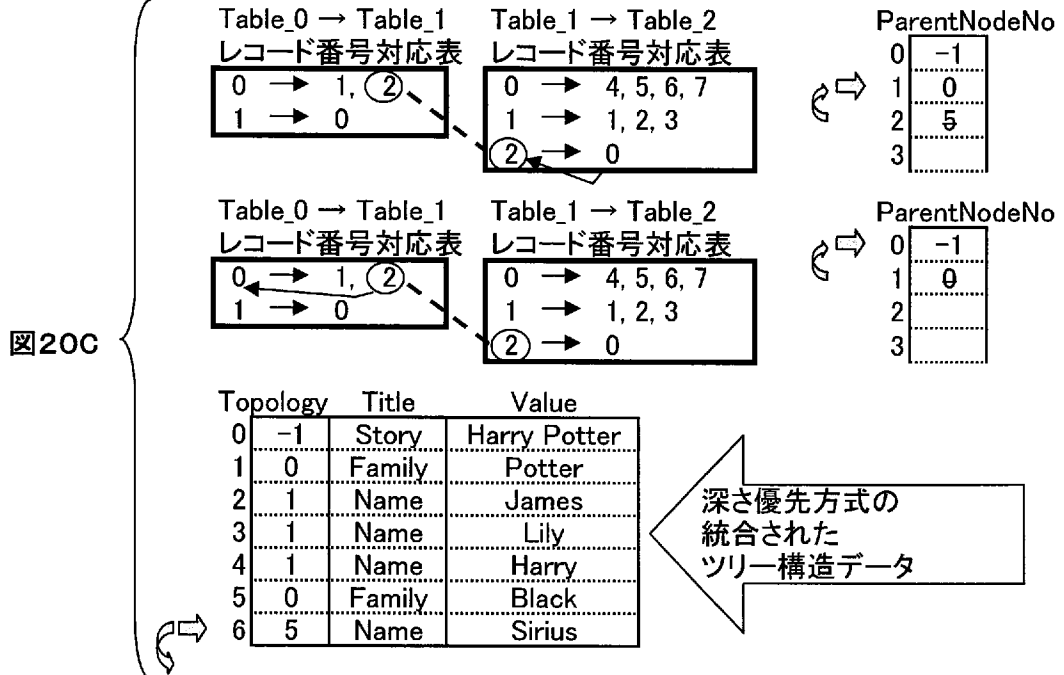 Table_0 → Table_1 Table_1 → Table_2 ParentNodeNo
レコード番号対応表 レコード番号対応表 0 −1
0 → 1, 2 0 → 4, 5, 6, 7 1 0
1 → 0 1 → 1, 2, 3 2 5
2 → 0 3
Table_0 → Table_1 Table_1 → Table_2 ParentNodeNo
レコード番号対応表 レコード番号対応表 0 −1
0 → 1, 2 0 → 4, 5, 6, 7 1 0
1 → 0 1 → 1, 2, 3 2
2 → 0 3
図20C
Topology Title Value
0 −1 Story Harry Potter
1 0 Family Potter
2 1 Name James
3 1 Name Lily
4 1 Name Harry
5 0 Family Black
6 5 Name Sirius
深さ優先方式の
統合された
ツリー構造データ